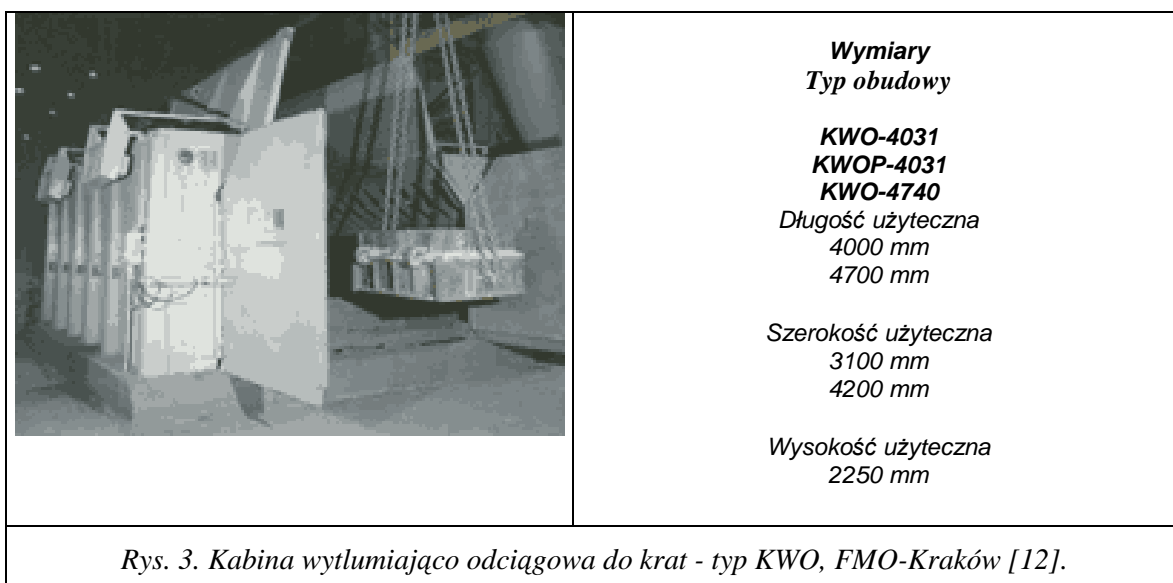 Wymiary
Typ obudowy
KWO-4031
KWOP-4031
KWO-4740
Długość użyteczna
4000 mm
4700 mm
Szerokość użyteczna
3100 mm
4200 mm
Wysokość użyteczna
2250 mm
Rys. 3. Kabina wytlumiająco odciągowa do krat - typ KWO, FMO-Kraków [12].